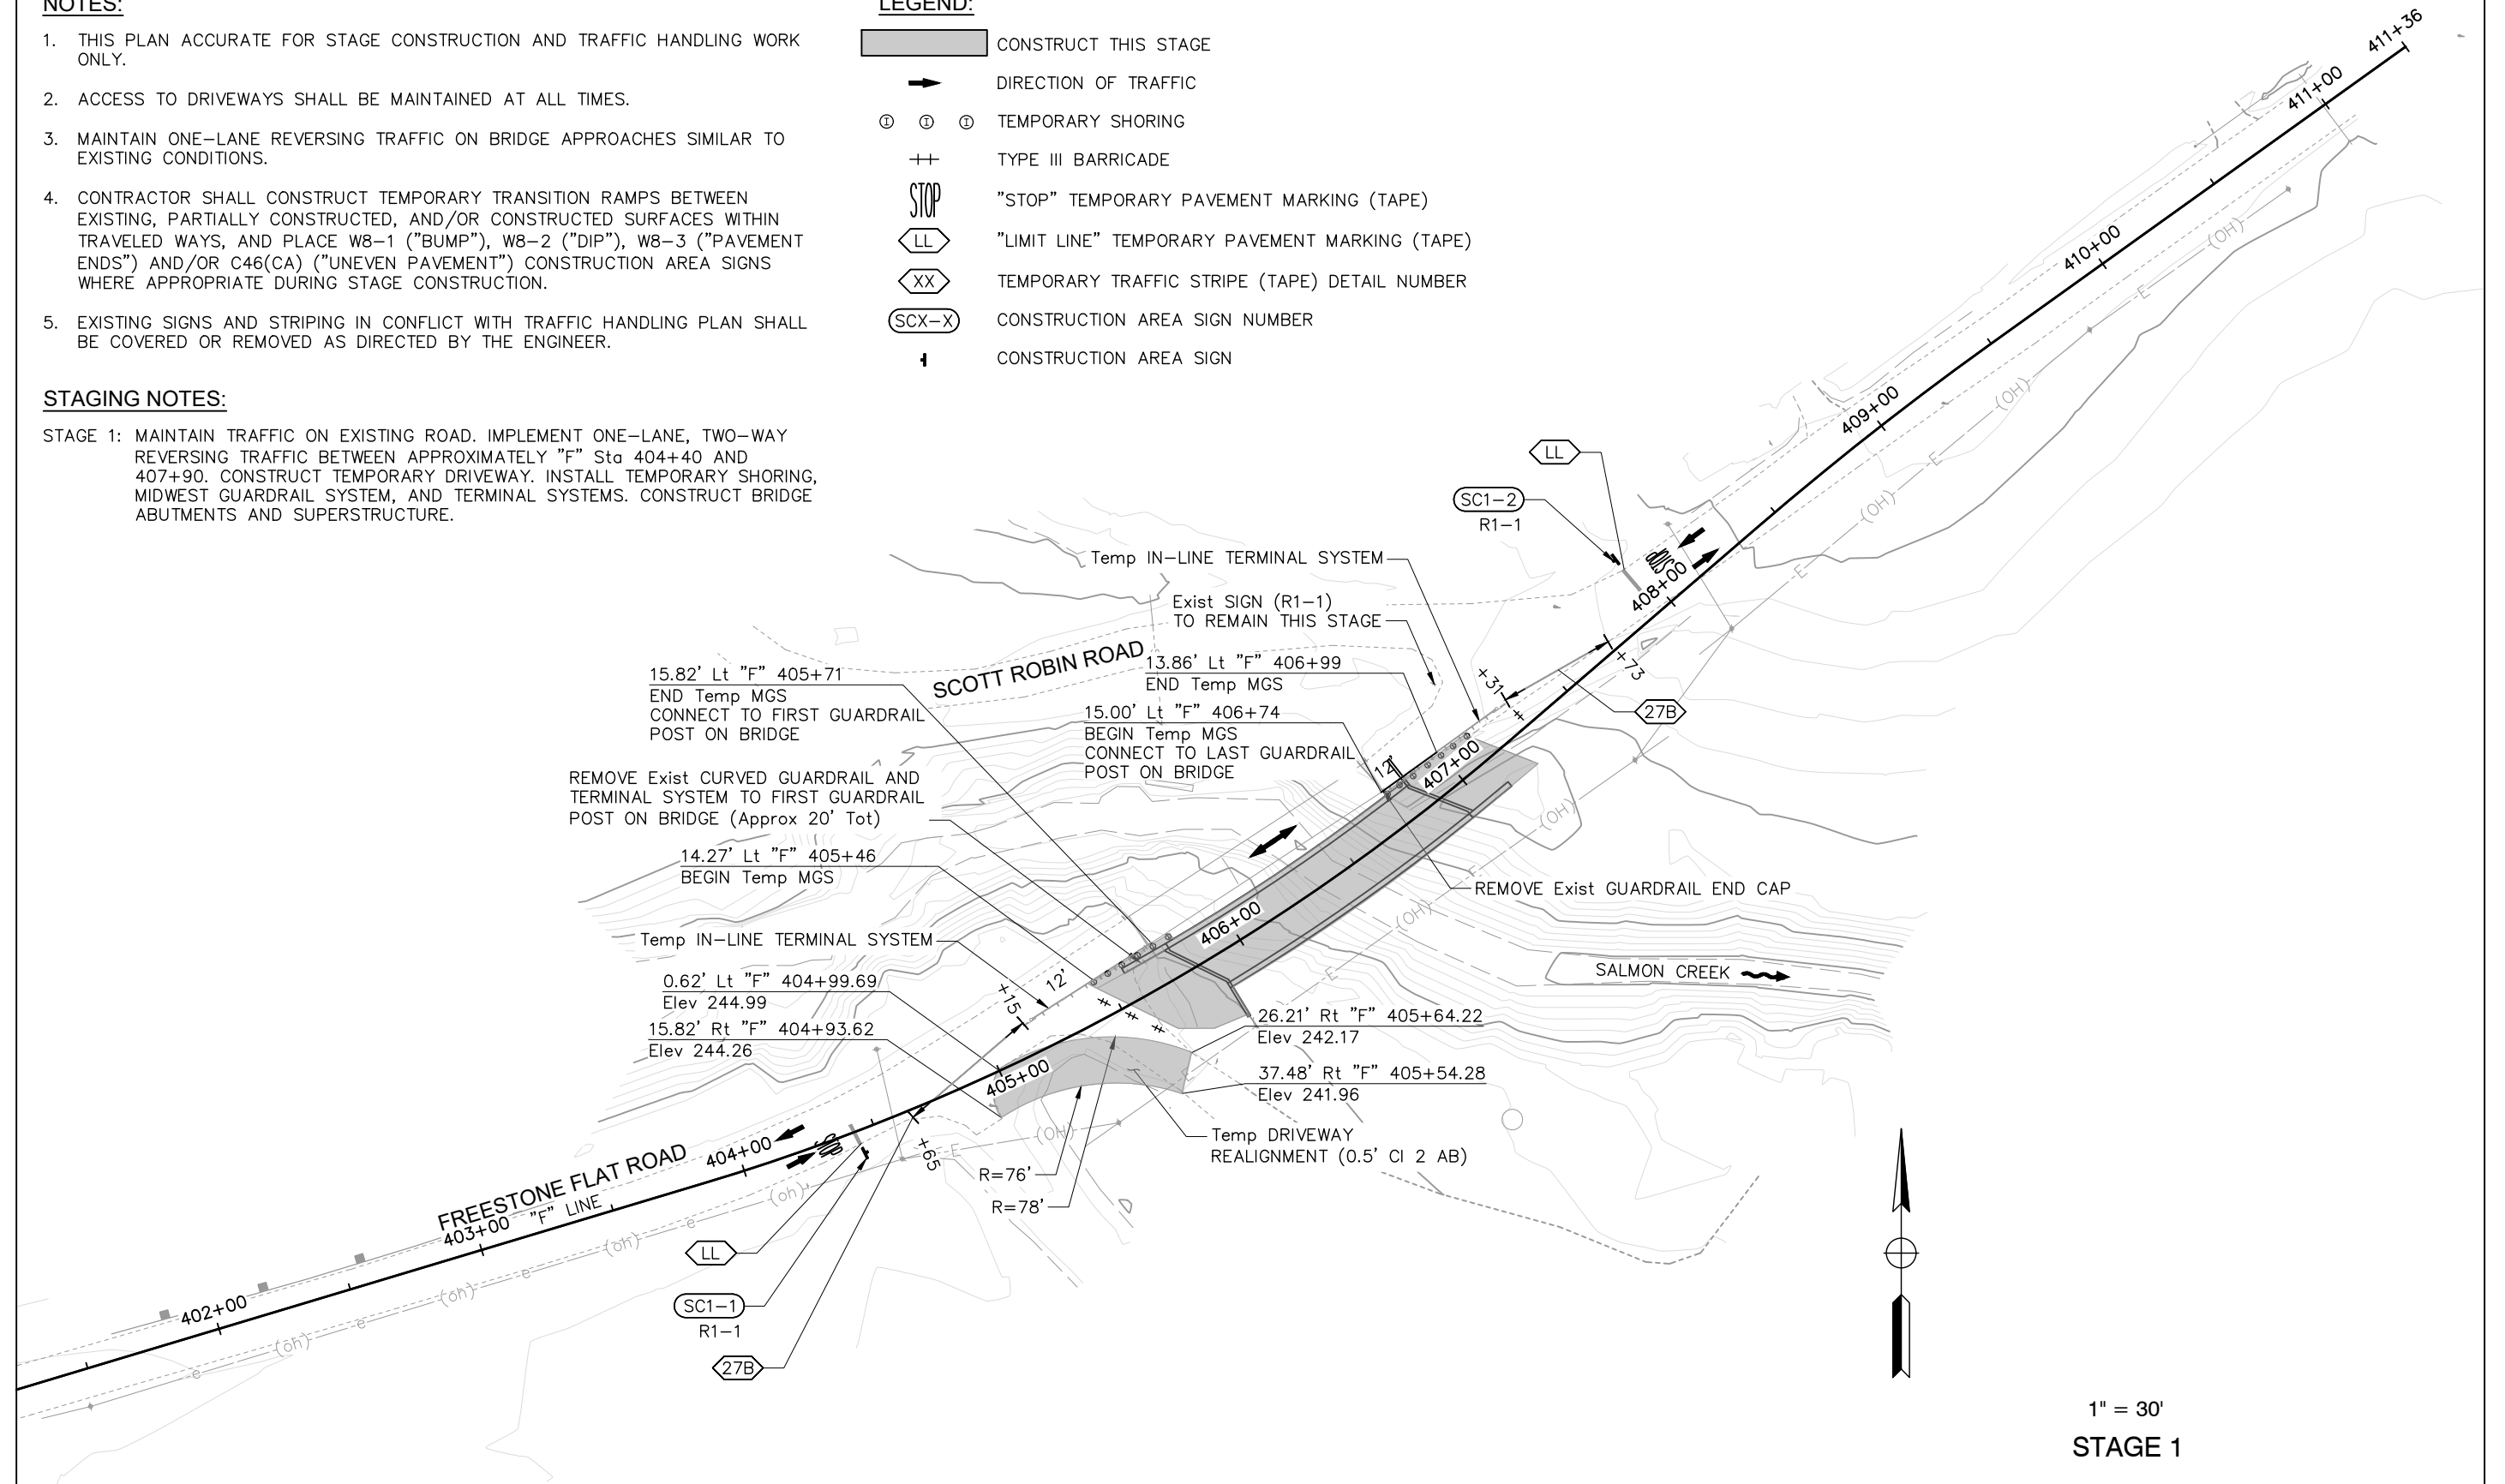 NOTES:
1. THIS PLAN ACCURATE FOR STAGE CONSTRUCTION AND TRAFFIC HANDLING WORK
ONLY.
2. ACCESS TO DRIVEWAYS SHALL BE MAINTAINED AT ALL TIMES.
3. MAINTAIN ONE-LANE REVERSING TRAFFIC ON BRIDGE APPROACHES SIMILAR TO
EXISTING CONDITIONS.
4. CONTRACTOR SHALL CONSTRUCT TEMPORARY TRANSITION RAMPS BETWEEN
EXISTING, PARTIALLY CONSTRUCTED, AND/OR CONSTRUCTED SURFACES WITHIN
TRAVELED WAYS, AND PLACE W8-1 ("BUMP"), W8-2 ("DIP"), W8-3 ("PAVEMENT
ENDS") AND/OR C46(CA) ("UNEVEN PAVEMENT") CONSTRUCTION AREA SIGNS
WHERE APPROPRIATE DURING STAGE CONSTRUCTION.
5. EXISTING SIGNS AND STRIPING IN CONFLICT WITH TRAFFIC HANDLING PLAN SHALL
BE COVERED OR REMOVED AS DIRECTED BY THE ENGINEER.
STAGING NOTES:
STAGE 1: MAINTAIN TRAFFIC ON EXISTING ROAD. IMPLEMENT ONE-LANE, TWO-WAY
REVERSING TRAFFIC BETWEEN APPROXIMATELY "F" Sta 404+40 AND
407+90. CONSTRUCT TEMPORARY DRIVEWAY. INSTALL TEMPORARY SHORING,
MIDWEST GUARDRAIL SYSTEM, AND TERMINAL SYSTEMS. CONSTRUCT BRIDGE
ABUTMENTS AND SUPERSTRUCTURE.
LEGEND:
CONSTRUCT THIS STAGE
DIRECTION OF TRAFFIC
I I I TEMPORARY SHORING
TYPE III BARRICADE
STOP "STOP" TEMPORARY PAVEMENT MARKING (TAPE)
LL "LIMIT LINE" TEMPORARY PAVEMENT MARKING (TAPE)
XX TEMPORARY TRAFFIC STRIPE (TAPE) DETAIL NUMBER
SCX-X CONSTRUCTION AREA SIGN NUMBER
CONSTRUCTION AREA SIGN
411+36
411+00
410+00
(OH)
E
409+00
(OH)
E
(OH)
E
LL
SC1-2
R1-1
STOP
408+00
Temp IN-LINE TERMINAL SYSTEM
Exist SIGN (R1-1)
TO REMAIN THIS STAGE
SCOTT ROBIN ROAD
13.86' Lt "F" 406+99
END Temp MGS
15.00' Lt "F" 406+74
BEGIN Temp MGS
CONNECT TO LAST GUARDRAIL
POST ON BRIDGE
+31
+73
27B
12'
407+00
15.82' Lt "F" 405+71
END Temp MGS
CONNECT TO FIRST GUARDRAIL
POST ON BRIDGE
REMOVE Exist CURVED GUARDRAIL AND
TERMINAL SYSTEM TO FIRST GUARDRAIL
POST ON BRIDGE (Approx 20' Tot)
14.27' Lt "F" 405+46
BEGIN Temp MGS
(OH)
E
REMOVE Exist GUARDRAIL END CAP
(OH)
406+00
Temp IN-LINE TERMINAL SYSTEM
12'
+15
E
SALMON CREEK
0.62' Lt "F" 404+99.69
Elev 244.99
15.82' Rt "F" 404+93.62
Elev 244.26
26.21' Rt "F" 405+64.22
Elev 242.17
37.48' Rt "F" 405+54.28
Elev 241.96
405+00
E
Temp DRIVEWAY
REALIGNMENT (0.5' Cl 2 AB)
(OH)
E
+65
R=76'
R=78'
STOP
404+00
FREESTONE FLAT ROAD
"F" LINE
403+00
(oh)
e
(oh)
e
(oh)
e
(oh)
e
402+00
LL
SC1-1
R1-1
27B
1" = 30'
STAGE 1